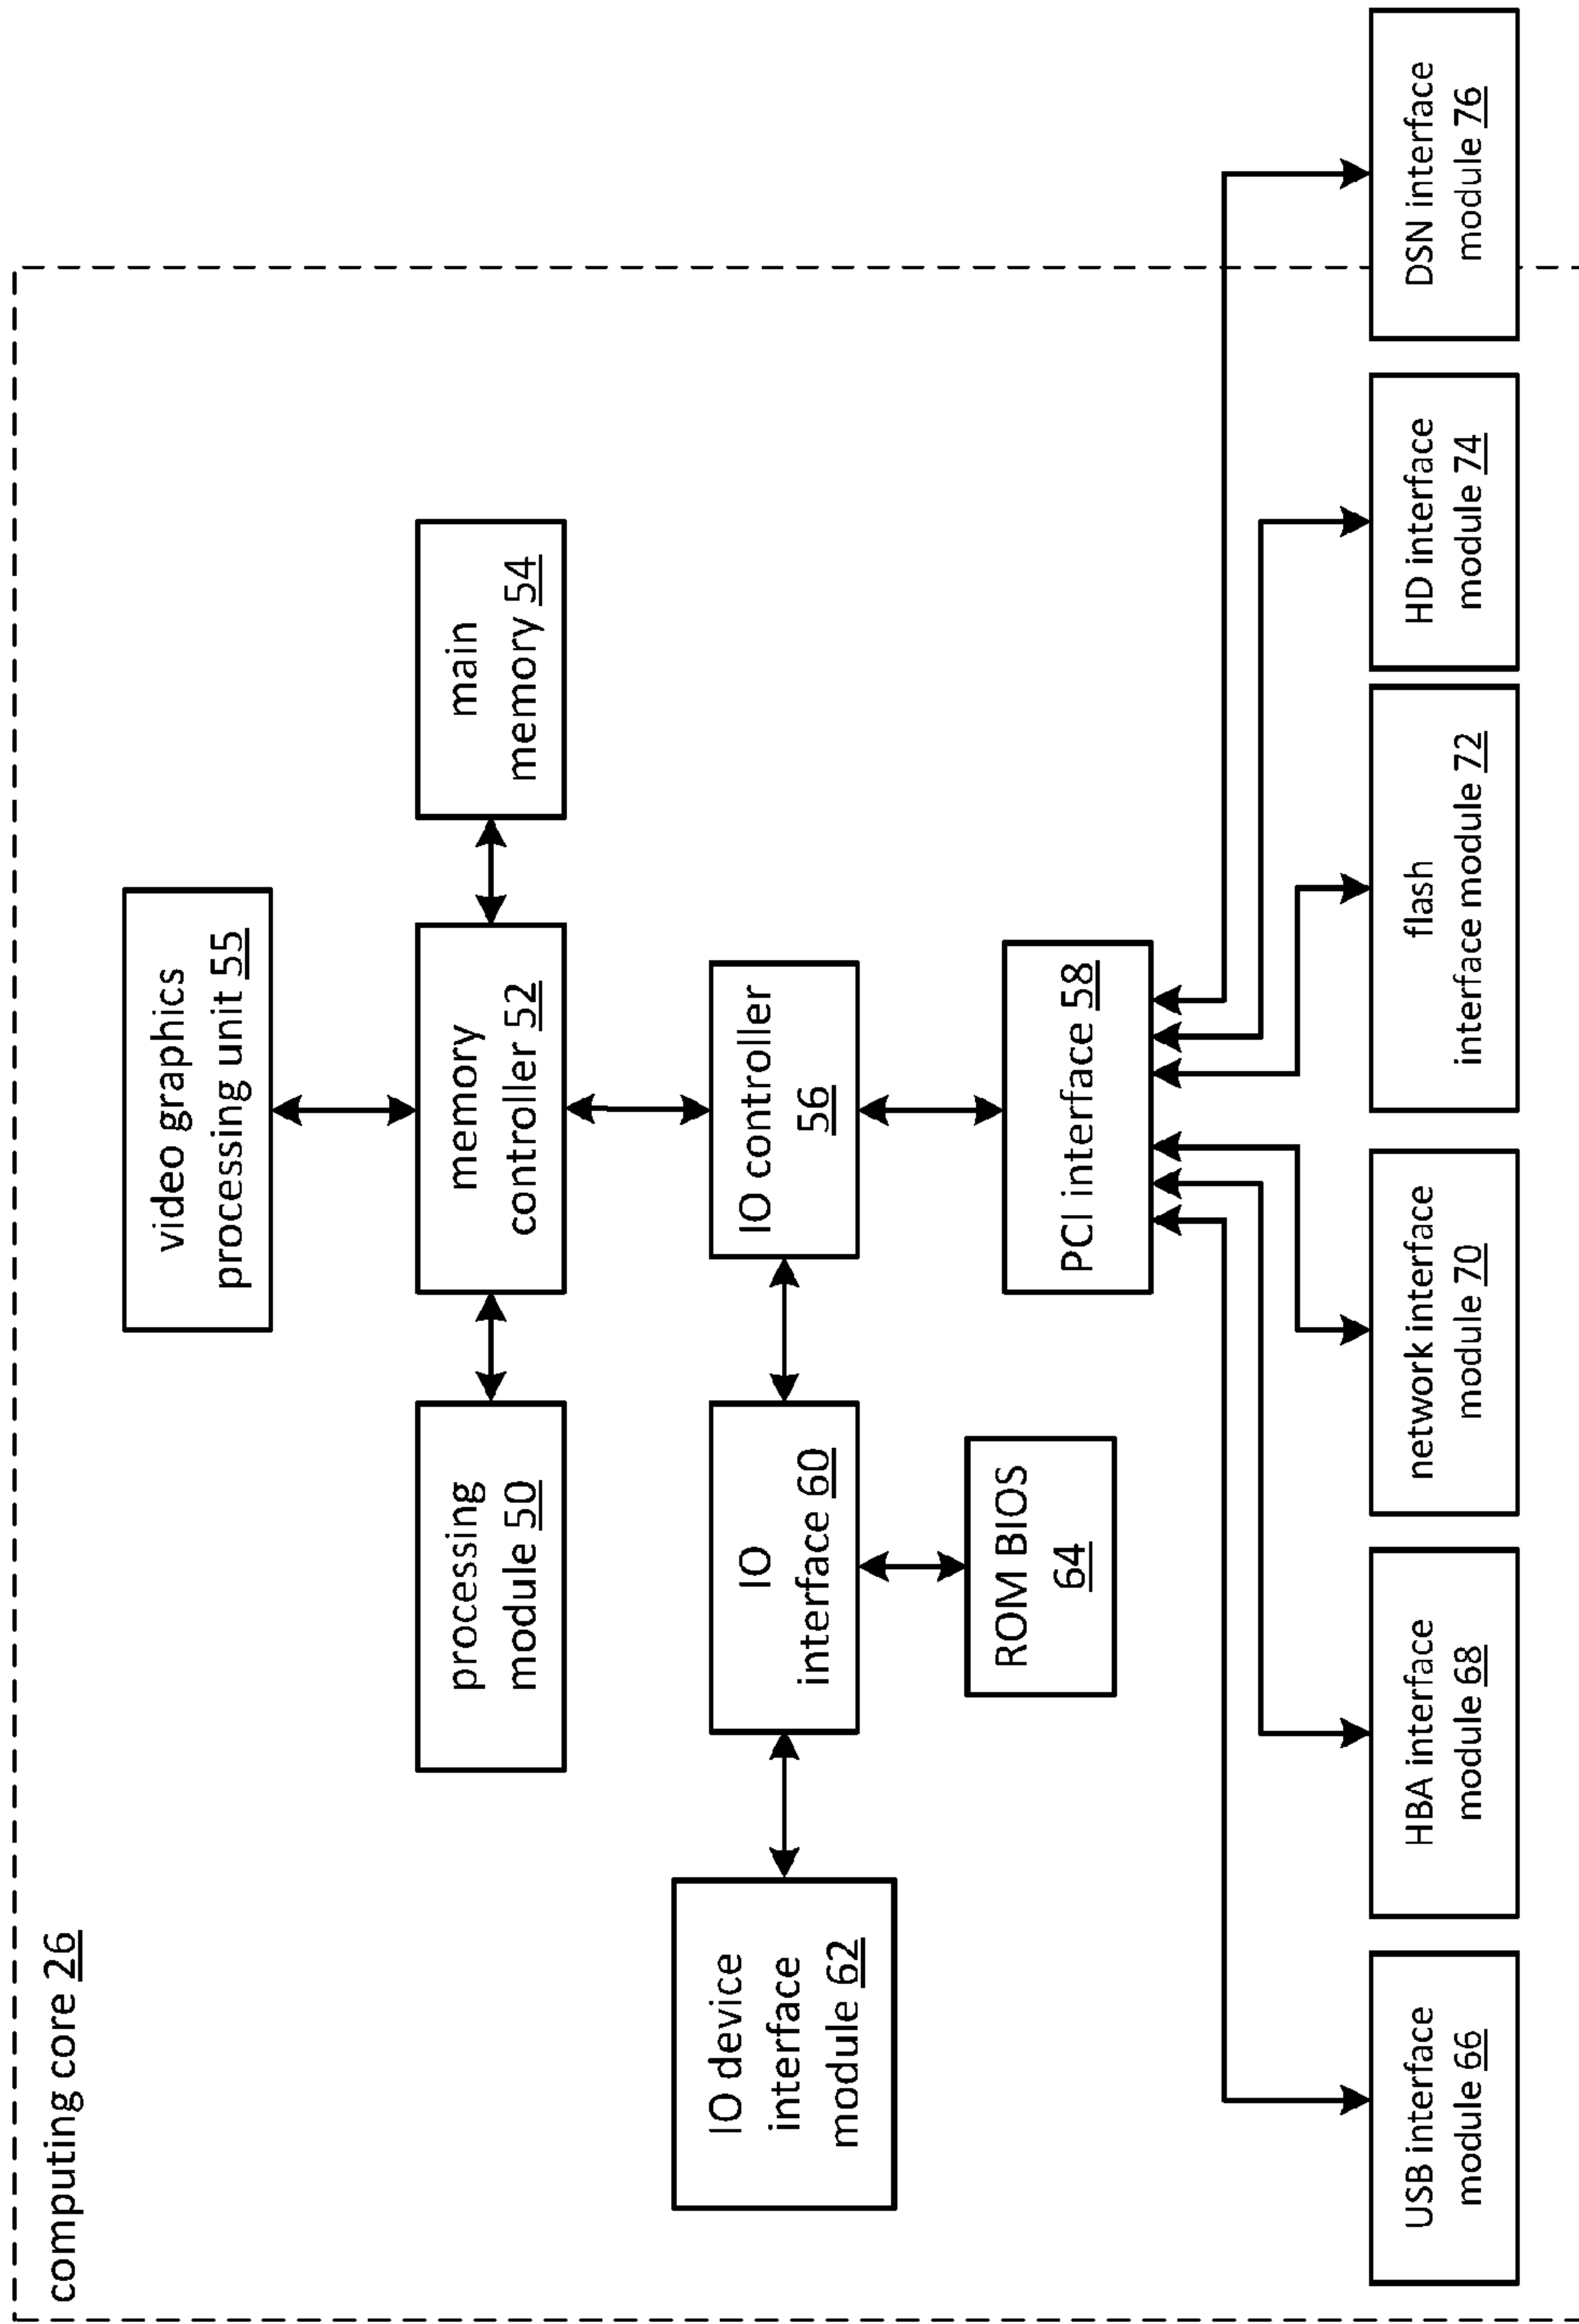 computing core 26
video graphics
processing unit 55
processing
module 50
memory
controller 52
main
memory 54
IO device
interface
module 62
IO
interface 60
IO controller
56
ROM BIOS
64
PCI interface 58
USB interface
module 66
HBA interface
module 68
network interface
module 70
flash
interface module 72
HD interface
module 74
DSN interface
module 76